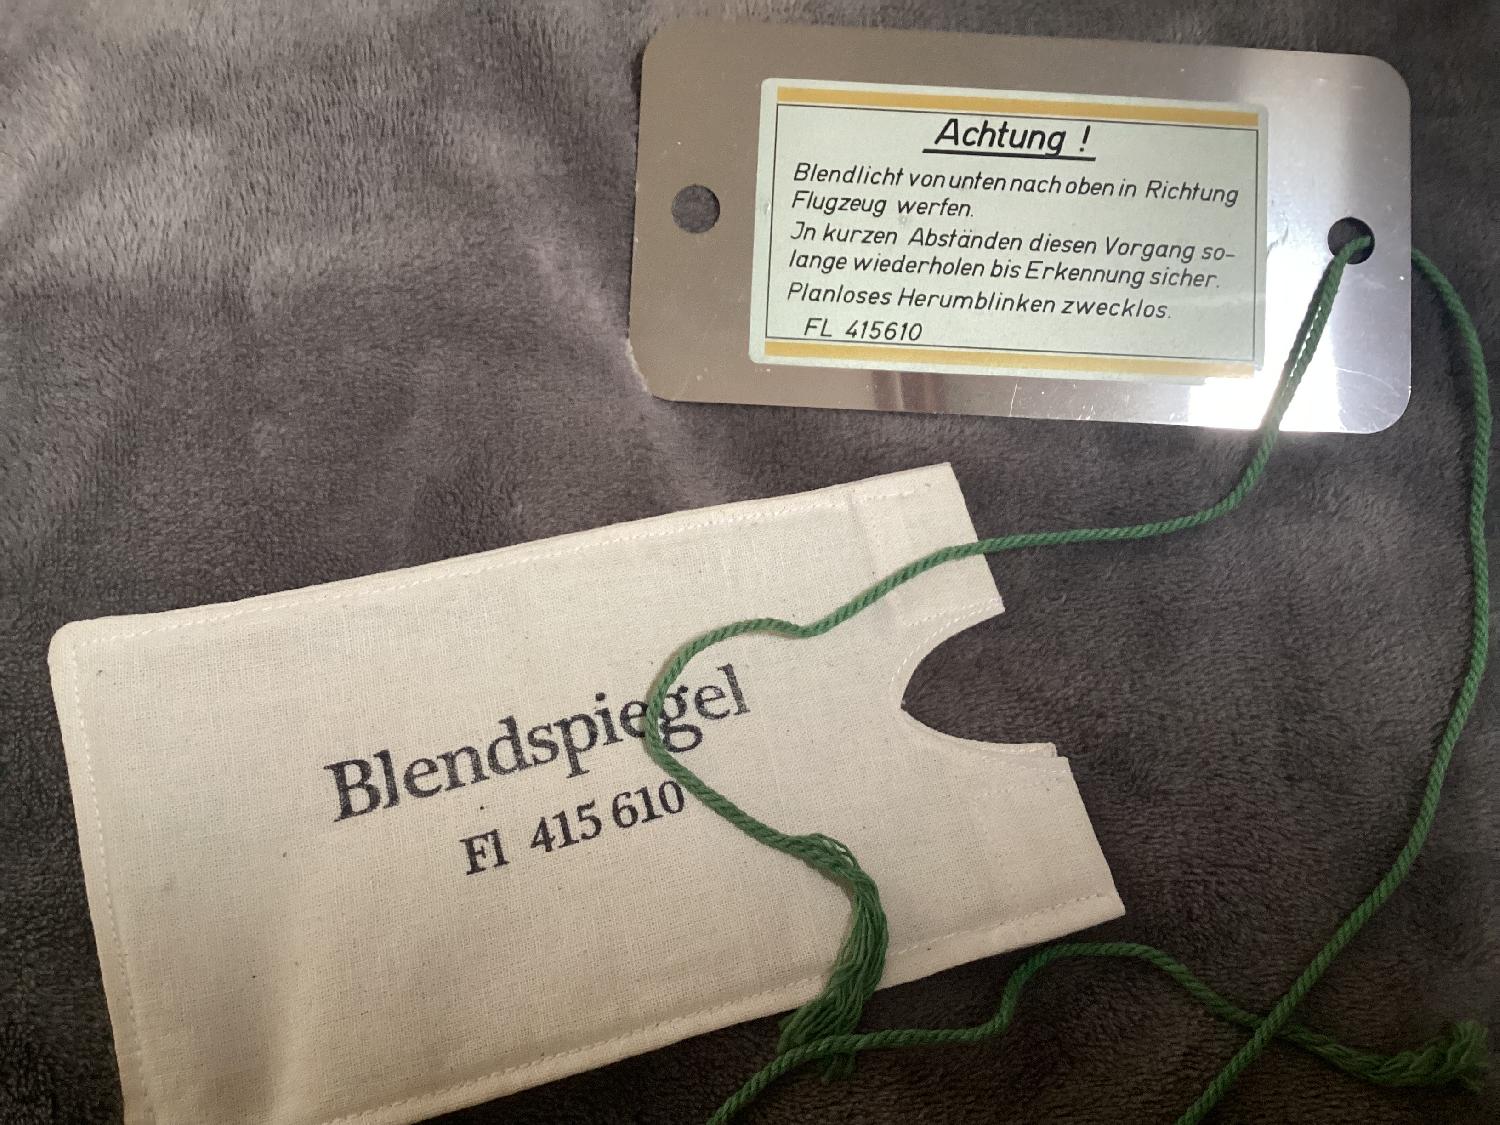 Achtung !
Blendlicht von unten nach oben in Richtung
Flugzeug werfen.
Jn kurzen Abständen diesen Vorgang so-
lange wiederholen bis Erkennung sicher.
Planloses Herumblinken zwecklos.
FL 415610
Blendspiegel
Fl 415 610